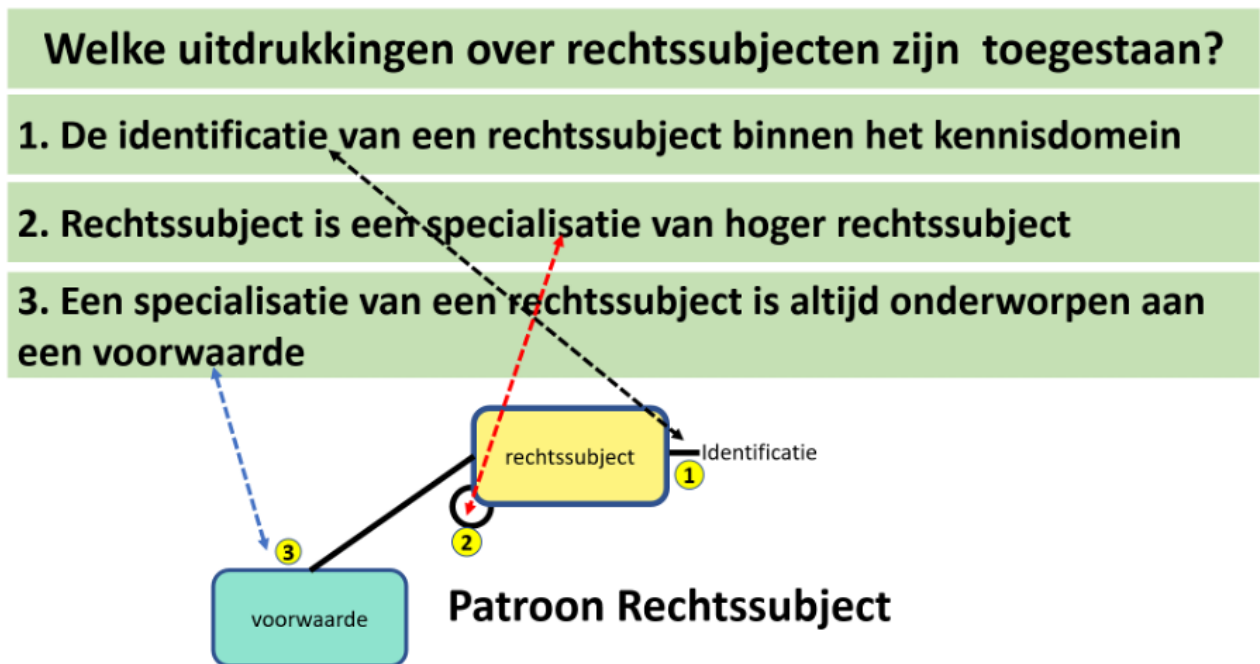 Welke uitdrukkingen over rechtssubjecten zijn toegestaan?
1. De identificatie van een rechtssubject binnen het kennisdomein
2. Rechtssubject is een specialisatie van hoger rechtssubject
3. Een specialisatie van een rechtssubject is altijd onderworpen aan
een voorwaarde
rechtssubject
Identificatie
1
2
3
voorwaarde
Patroon Rechtssubject